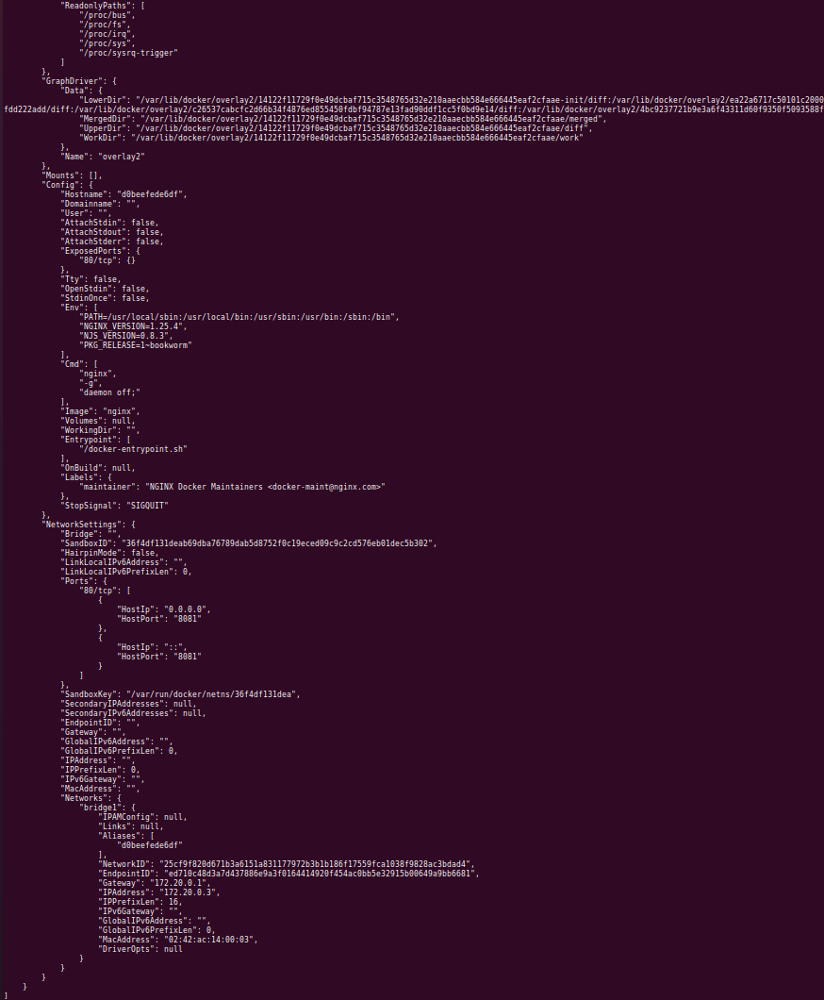 "ReadonlyPaths": [
                "/proc/bus",
                "/proc/fs",
                "/proc/irq",
                "/proc/sys",
                "/proc/sysrq-trigger"
            ]
        },
        "GraphDriver": {
            "Data": {
                "LowerDir": "/var/lib/docker/overlay2/14122f11729f0e49dcbaf715c3548765d32e210aaecbb584e666445eaf2cfaae-init/diff:/var/lib/docker/overlay2/ea22a6717c50101c2000
fdd222add/diff:/var/lib/docker/overlay2/c26537cabcfc2d66b34f4876ed855450fdbf94787e13fad90ddf1cc5f0bd9e14/diff:/var/lib/docker/overlay2/4bc9237721b9e3a6f43311d60f9350f5093588f
                "MergedDir": "/var/lib/docker/overlay2/14122f11729f0e49dcbaf715c3548765d32e210aaecbb584e666445eaf2cfaae/merged",
                "UpperDir": "/var/lib/docker/overlay2/14122f11729f0e49dcbaf715c3548765d32e210aaecbb584e666445eaf2cfaae/diff",
                "WorkDir": "/var/lib/docker/overlay2/14122f11729f0e49dcbaf715c3548765d32e210aaecbb584e666445eaf2cfaae/work"
            },
            "Name": "overlay2"
        },
        "Mounts": [],
        "Config": {
            "Hostname": "d0beefede6df",
            "Domainname": "",
            "User": "",
            "AttachStdin": false,
            "AttachStdout": false,
            "AttachStderr": false,
            "ExposedPorts": {
                "80/tcp": {}
            },
            "Tty": false,
            "OpenStdin": false,
            "StdinOnce": false,
            "Env": [
                "PATH=/usr/local/sbin:/usr/local/bin:/usr/sbin:/usr/bin:/sbin:/bin",
                "NGINX_VERSION=1.25.4",
                "NJS_VERSION=0.8.3",
                "PKG_RELEASE=1~bookworm"
            ],
            "Cmd": [
                "nginx",
                "-g",
                "daemon off;"
            ],
            "Image": "nginx",
            "Volumes": null,
            "WorkingDir": "",
            "Entrypoint": [
                "/docker-entrypoint.sh"
            ],
            "OnBuild": null,
            "Labels": {
                "maintainer": "NGINX Docker Maintainers <docker-maint@nginx.com>"
            },
            "StopSignal": "SIGQUIT"
        },
        "NetworkSettings": {
            "Bridge": "",
            "SandboxID": "36f4df131deab69dba76789dab5d8752f0c19eced09c9c2cd576eb01dec5b302",
            "HairpinMode": false,
            "LinkLocalIPv6Address": "",
            "LinkLocalIPv6PrefixLen": 0,
            "Ports": {
                "80/tcp": [
                    {
                        "HostIp": "0.0.0.0",
                        "HostPort": "8081"
                    },
                    {
                        "HostIp": "::",
                        "HostPort": "8081"
                    }
                ]
            },
            "SandboxKey": "/var/run/docker/netns/36f4df131dea",
            "SecondaryIPAddresses": null,
            "SecondaryIPv6Addresses": null,
            "EndpointID": "",
            "Gateway": "",
            "GlobalIPv6Address": "",
            "GlobalIPv6PrefixLen": 0,
            "IPAddress": "",
            "IPPrefixLen": 0,
            "IPv6Gateway": "",
            "MacAddress": "",
            "Networks": {
                "bridge1": {
                    "IPAMConfig": null,
                    "Links": null,
                    "Aliases": [
                        "d0beefede6df"
                    ],
                    "NetworkID": "25cf9f820d671b3a6151a831177972b3b1b186f17559fca1038f9828ac3bdad4",
                    "EndpointID": "ed710c48d3a7d437886e9a3f0164414920f454ac0bb5e32915b00649a9bb6681",
                    "Gateway": "172.20.0.1",
                    "IPAddress": "172.20.0.3",
                    "IPPrefixLen": 16,
                    "IPv6Gateway": "",
                    "GlobalIPv6Address": "",
                    "GlobalIPv6PrefixLen": 0,
                    "MacAddress": "02:42:ac:14:00:03",
                    "DriverOpts": null
                }
            }
        }
    }
]